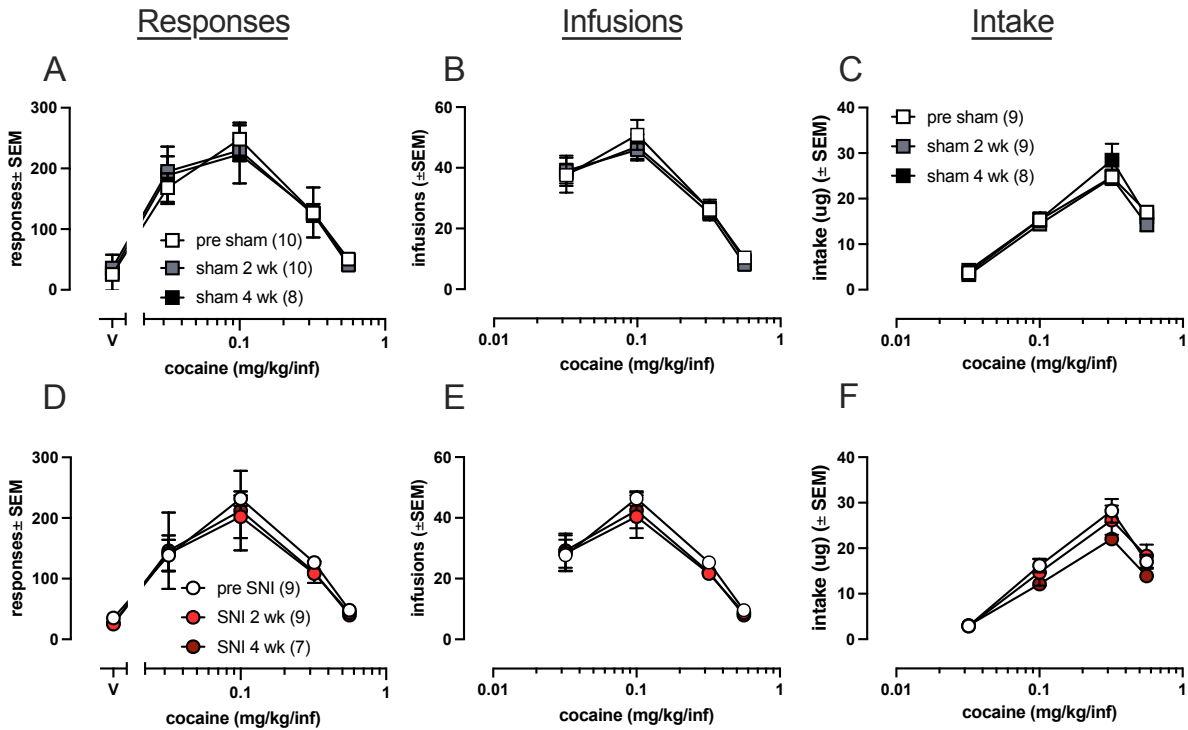 Responses
Infusions
Intake
A
B
C
responses± SEM
300
200
100
0
pre sham (10)
sham 2 wk (10)
sham 4 wk (8)
V
0.1
1
cocaine (mg/kg/inf)
infusions (±SEM)
60
40
20
0
0.01
0.1
1
cocaine (mg/kg/inf)
intake (ug) (± SEM)
40
30
20
10
0
pre sham (9)
sham 2 wk (9)
sham 4 wk (8)
0.01
0.1
1
cocaine (mg/kg/inf)
D
E
F
responses± SEM
300
200
100
0
pre SNI (9)
SNI 2 wk (9)
SNI 4 wk (7)
V
0.1
1
cocaine (mg/kg/inf)
infusions (±SEM)
60
40
20
0
0.01
0.1
1
cocaine (mg/kg/inf)
intake (ug) (± SEM)
40
30
20
10
0
0.01
0.1
1
cocaine (mg/kg/inf)